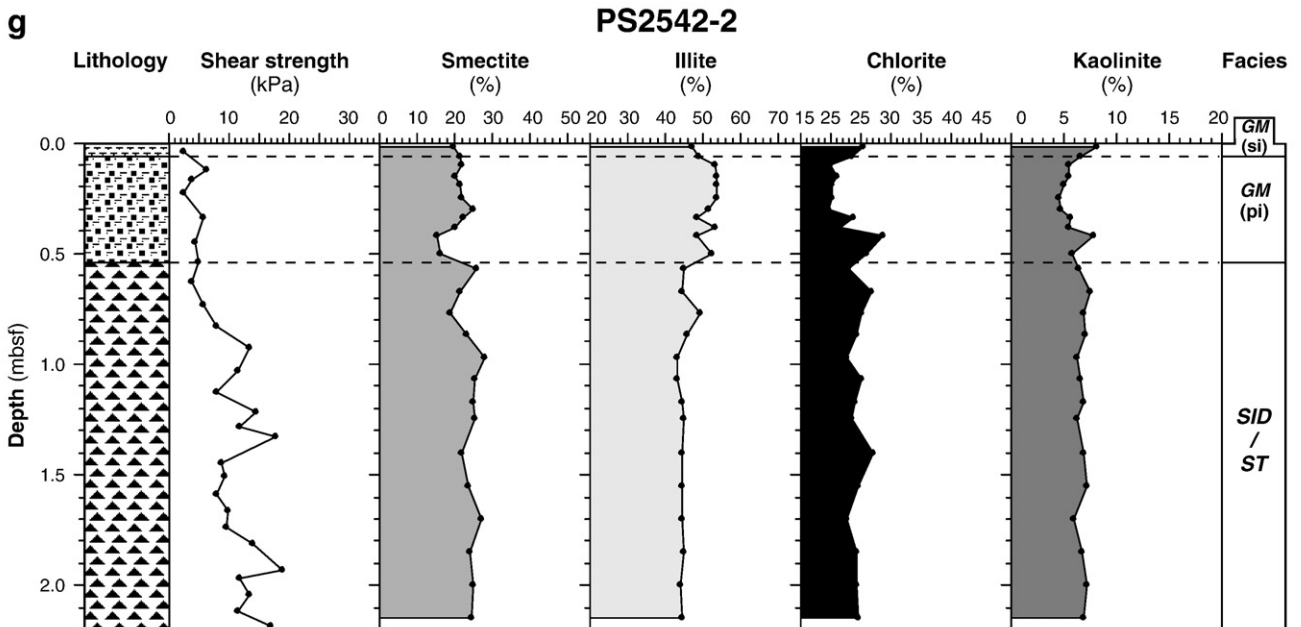 g
PS2542-2
Lithology Shear strength Smectite Illite Chlorite Kaolinite Facies
(kPa) (%) (%) (%) (%)
0 10 20 30 0 10 20 30 40 50 20 30 40 50 60 70 15 25 25 35 45 0 5 10 15 20
GM
(si)
GM
(pi)
SID
/
ST
0.0
0.5
1.0
1.5
2.0
Depth (mbsf)